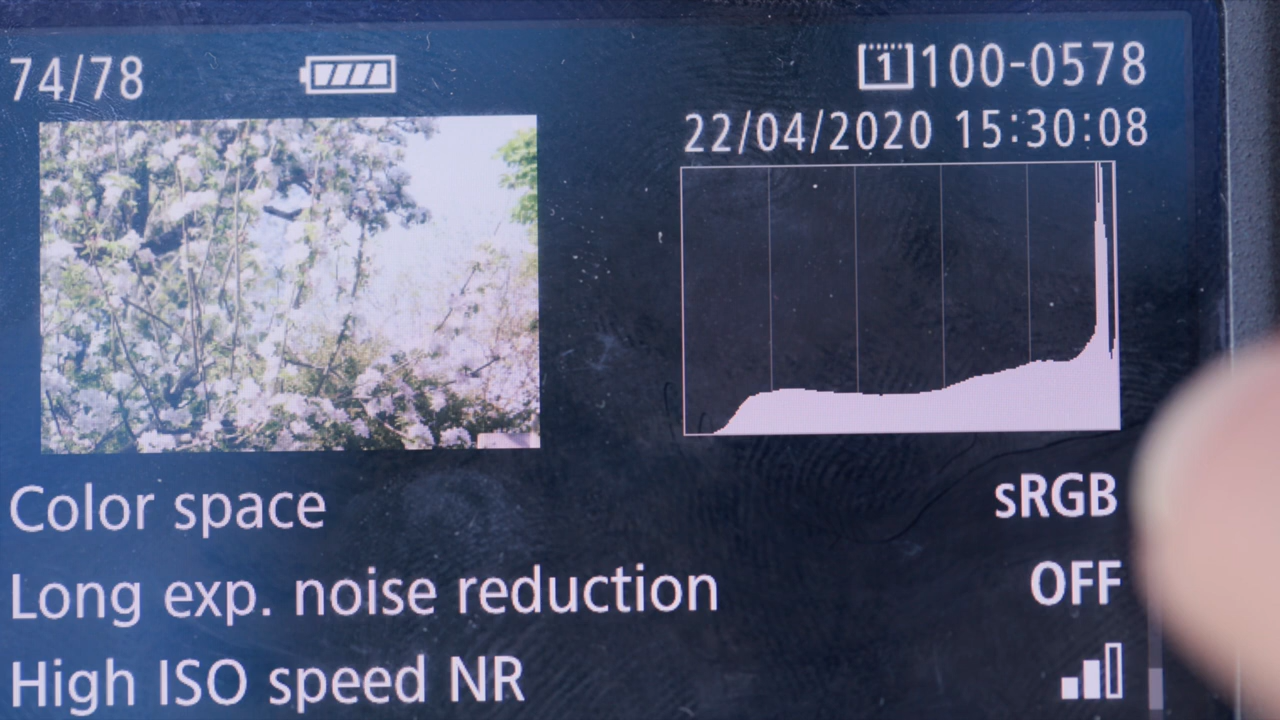 74/78
1 100-0578
22/04/2020 15:30:08
Color space sRGB
Long exp. noise reduction OFF
High ISO speed NR